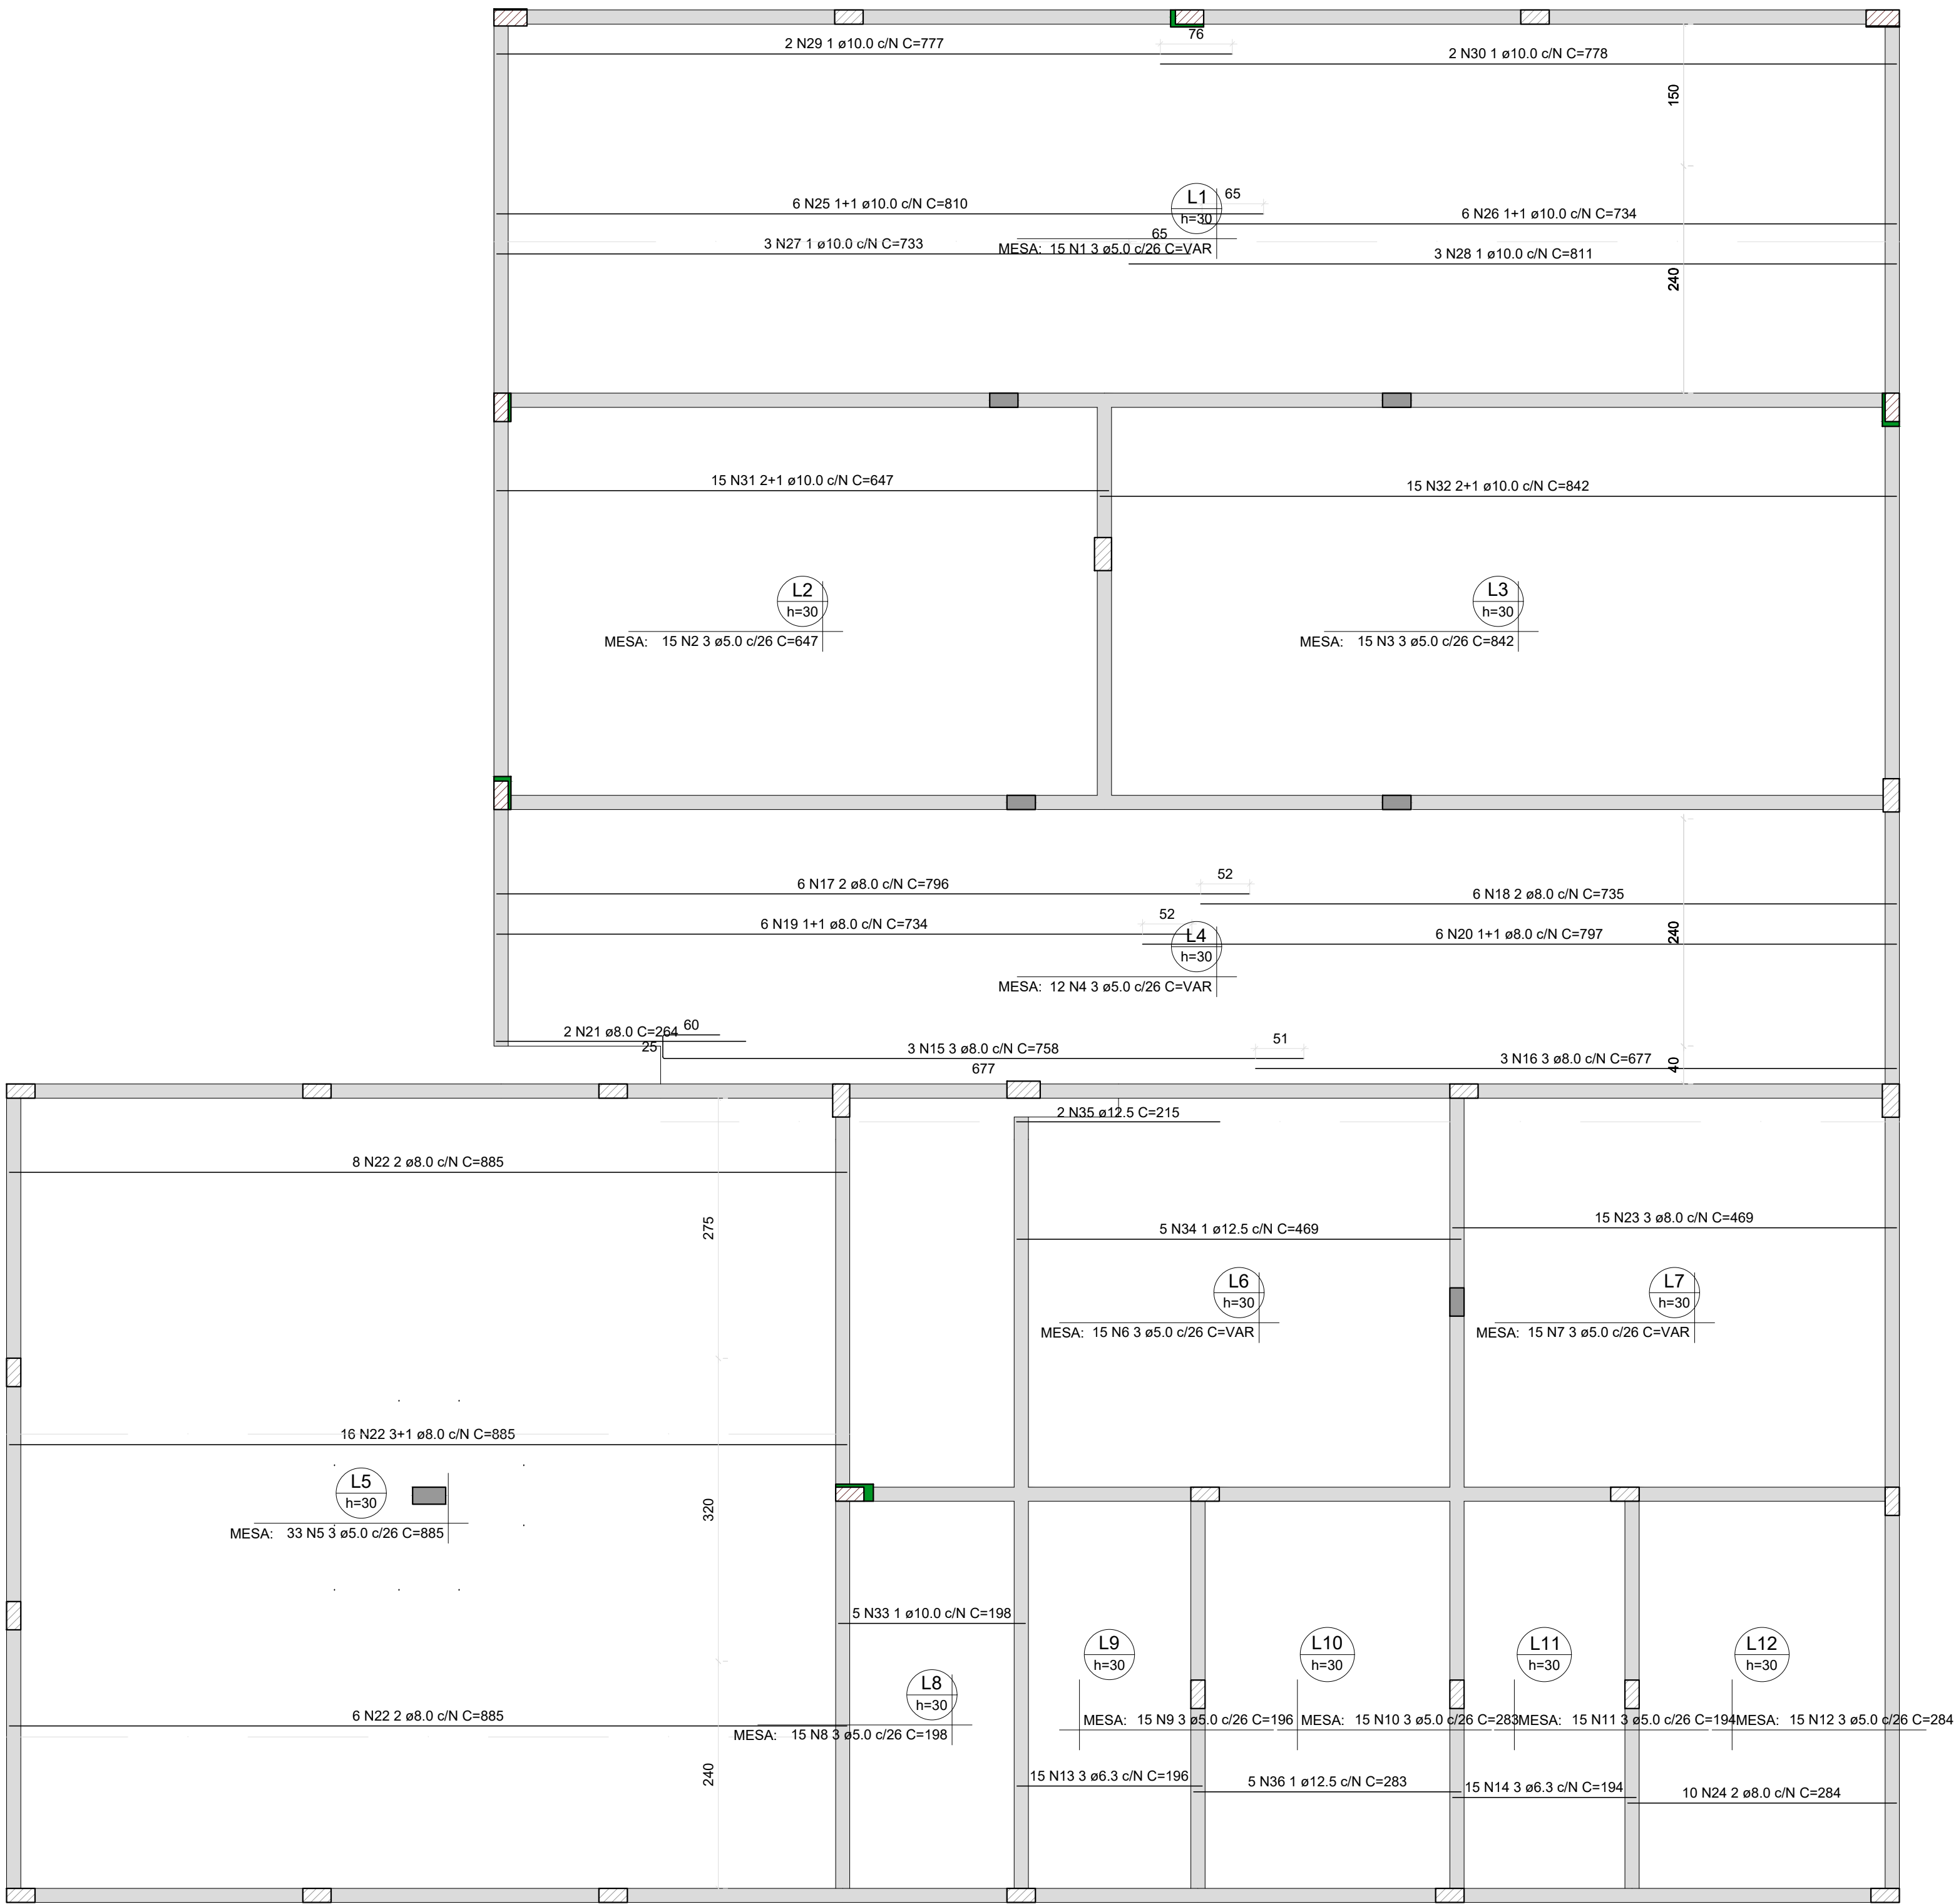 2 N29 1 ø10.0 c/N C=777
76
2 N30 1 ø10.0 c/N C=778
150
6 N25 1+1 ø10.0 c/N C=810
L1
h=30
65
6 N26 1+1 ø10.0 c/N C=734
3 N27 1 ø10.0 c/N C=733
65
MESA: 15 N1 3 ø5.0 c/26 C=VAR
3 N28 1 ø10.0 c/N C=811
240
15 N31 2+1 ø10.0 c/N C=647
15 N32 2+1 ø10.0 c/N C=842
L2
h=30
MESA: 15 N2 3 ø5.0 c/26 C=647
L3
h=30
MESA: 15 N3 3 ø5.0 c/26 C=842
6 N17 2 ø8.0 c/N C=796
52
6 N18 2 ø8.0 c/N C=735
6 N19 1+1 ø8.0 c/N C=734
52
L4
h=30
6 N20 1+1 ø8.0 c/N C=797
240
MESA: 12 N4 3 ø5.0 c/26 C=VAR
2 N21 ø8.0 C=264
60
25
3 N15 3 ø8.0 c/N C=758
677
51
3 N16 3 ø8.0 c/N C=677
40
2 N35 ø12.5 C=215
8 N22 2 ø8.0 c/N C=885
275
5 N34 1 ø12.5 c/N C=469
15 N23 3 ø8.0 c/N C=469
L6
h=30
MESA: 15 N6 3 ø5.0 c/26 C=VAR
L7
h=30
MESA: 15 N7 3 ø5.0 c/26 C=VAR
16 N22 3+1 ø8.0 c/N C=885
L5
h=30
MESA: 33 N5 3 ø5.0 c/26 C=885
320
5 N33 1 ø10.0 c/N C=198
L8
h=30
MESA: 15 N8 3 ø5.0 c/26 C=198
L9
h=30
MESA: 15 N9 3 ø5.0 c/26 C=196
L10
h=30
MESA: 15 N10 3 ø5.0 c/26 C=283
L11
h=30
MESA: 15 N11 3 ø5.0 c/26 C=194
L12
h=30
MESA: 15 N12 3 ø5.0 c/26 C=284
6 N22 2 ø8.0 c/N C=885
240
15 N13 3 ø6.3 c/N C=196
5 N36 1 ø12.5 c/N C=283
15 N14 3 ø6.3 c/N C=194
10 N24 2 ø8.0 c/N C=284